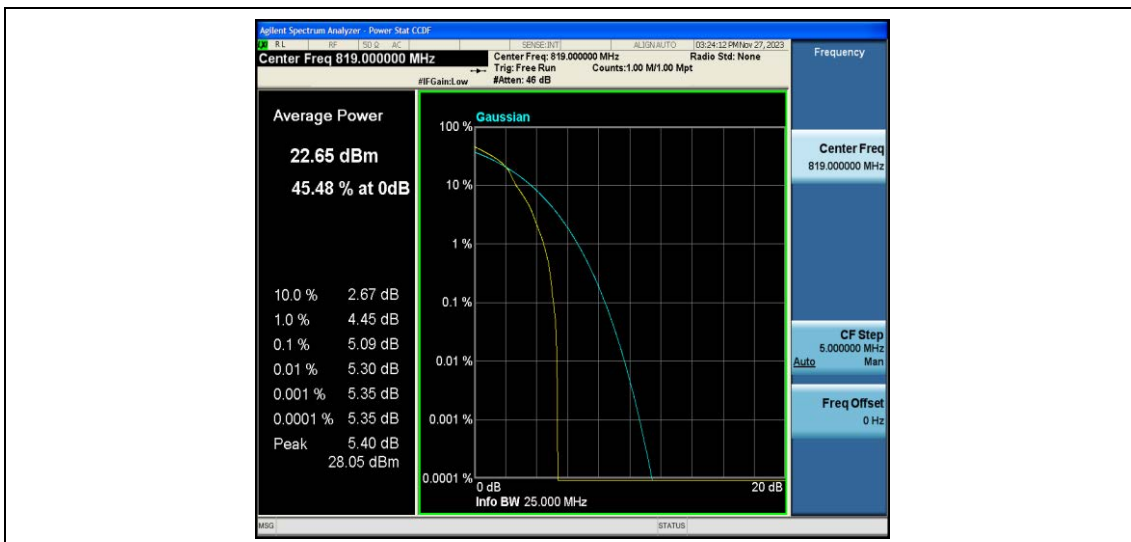 Agilent Spectrum Analyzer - Power Stat CCDF
RL RF 50 Ω AC SENSE:INT ALIGN AUTO 03:24:12 PM Nov 27, 2023
Center Freq 819.000000 MHz
Center Freq: 819.000000 MHz Radio Std: None
Trig: Free Run Counts:1.00 M/1.00 Mpt
#IFGain:Low #Atten: 46 dB
Frequency
Average Power
22.65 dBm
45.48 % at 0dB
10.0 % 2.67 dB
1.0 % 4.45 dB
0.1 % 5.09 dB
0.01 % 5.30 dB
0.001 % 5.35 dB
0.0001 % 5.35 dB
Peak 5.40 dB
28.05 dBm
Gaussian
100 %
10 %
1 %
0.1 %
0.01 %
0.001 %
0.0001 %
0 dB 20 dB
Info BW 25.000 MHz
Center Freq
819.000000 MHz
CF Step
5.000000 MHz
Auto Man
Freq Offset
0 Hz
MSG STATUS